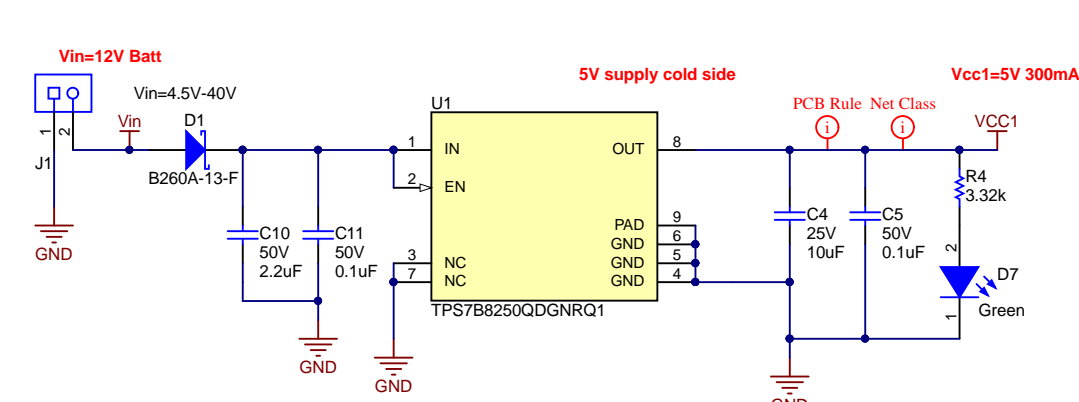 Vin=12V Batt
5V supply cold side
Vcc1=5V 300mA
Vin=4.5V-40V
U1
PCB Rule
Net Class
i
i
Vin
D1
VCC1
1
2
J1
B260A-13-F
1
IN
OUT
8
2
EN
R4
3.32k
PAD
9
C10
50V
2.2uF
C11
50V
0.1uF
GND
6
GND
5
GND
4
3
NC
7
NC
C4
25V
10uF
C5
50V
0.1uF
2
D7
Green
1
GND
TPS7B8250QDGNRQ1
GND
GND
GND